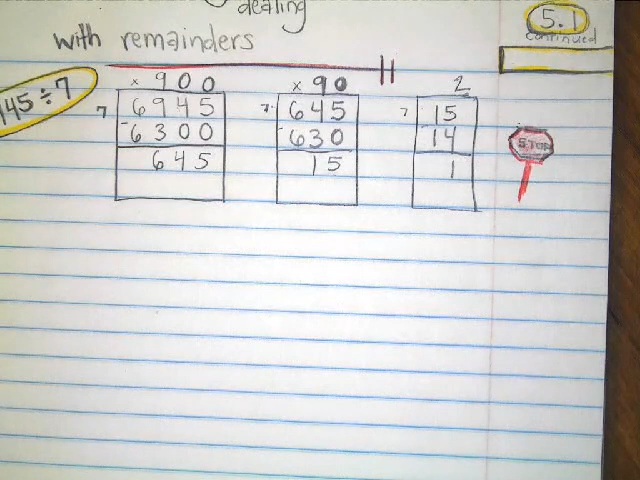 dealing
with remainders
5.1
continued
45 ÷ 7
x 900
7 6945
-6300
645
x 90
7 645
-630
15
2
7 15
14
1
STOP